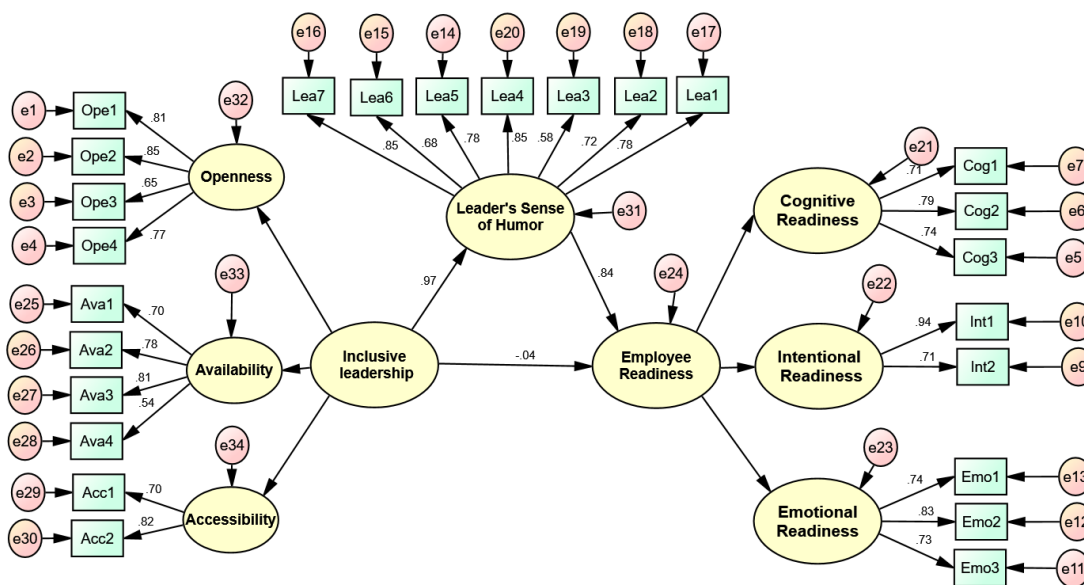 e16
e15
e14
e20
e19
e18
e17
Lea7
Lea6
Lea5
Lea4
Lea3
Lea2
Lea1
.85
.68
.78
.85
.58
.72
.78
e1
Ope1
e2
Ope2
e3
Ope3
e4
Ope4
.81
.85
.65
.77
e32
Openness
Leader's Sense
of Humor
e31
e25
Ava1
e26
Ava2
e27
Ava3
e28
Ava4
.70
.78
.81
.54
e33
Availability
Inclusive
leadership
.97
-.04
.84
e24
Employee
Readiness
e29
Acc1
e30
Acc2
.70
.82
e34
Accessibility
e21
Cognitive
Readiness
.71
.79
.74
Cog1
e7
Cog2
e6
Cog3
e5
e22
Intentional
Readiness
.94
.71
Int1
e10
Int2
e9
e23
Emotional
Readiness
.74
.83
.73
Emo1
e13
Emo2
e12
Emo3
e11